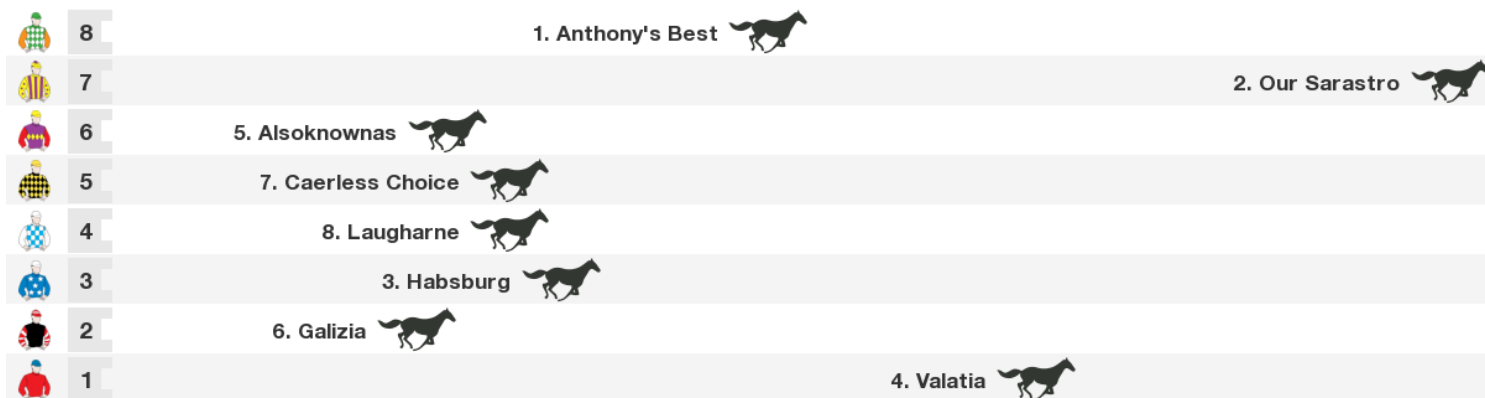 8 1. Anthony's Best
7 2. Our Sarastro
6 5. Alsoknownas
5 7. Caerless Choice
4 8. Laugharne
3 3. Habsburg
2 6. Galizia
1 4. Valatia